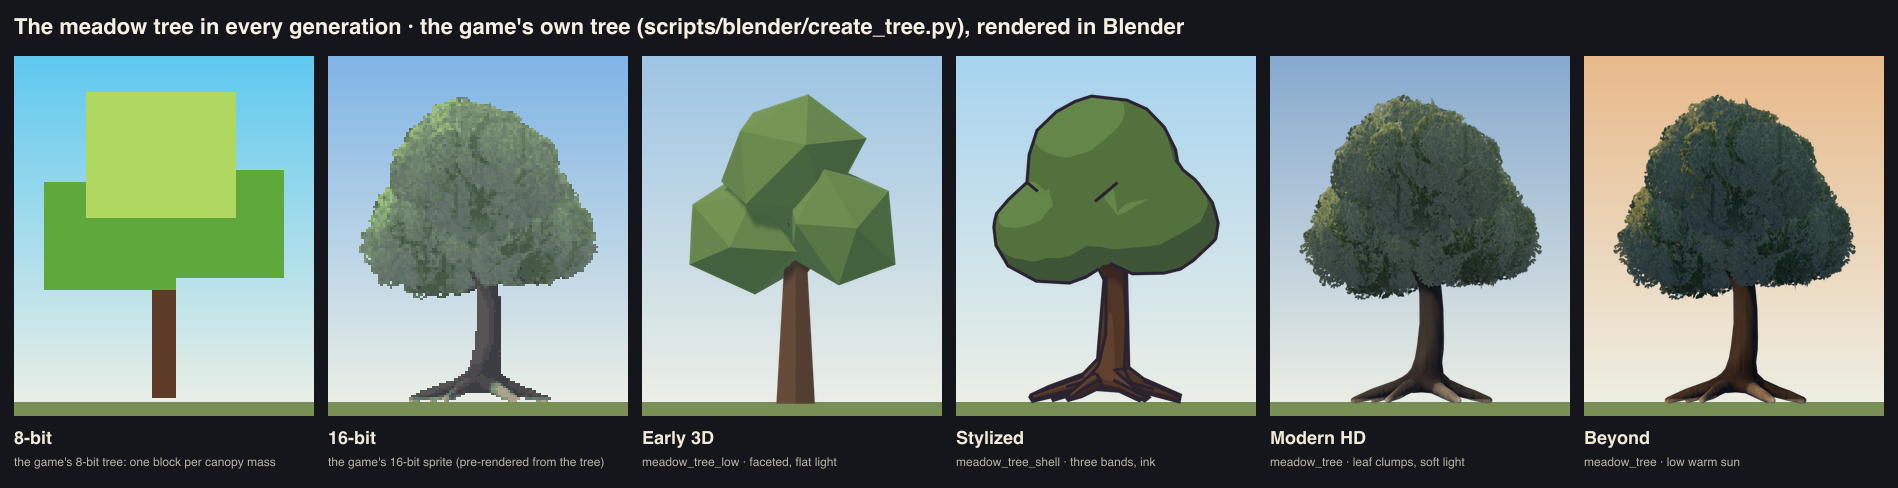 The meadow tree in every generation · the game's own tree (scripts/blender/create_tree.py), rendered in Blender
8-bit
the game's 8-bit tree: one block per canopy mass
16-bit
the game's 16-bit sprite (pre-rendered from the tree)
Early 3D
meadow_tree_low · faceted, flat light
Stylized
meadow_tree_shell · three bands, ink
Modern HD
meadow_tree · leaf clumps, soft light
Beyond
meadow_tree · low warm sun